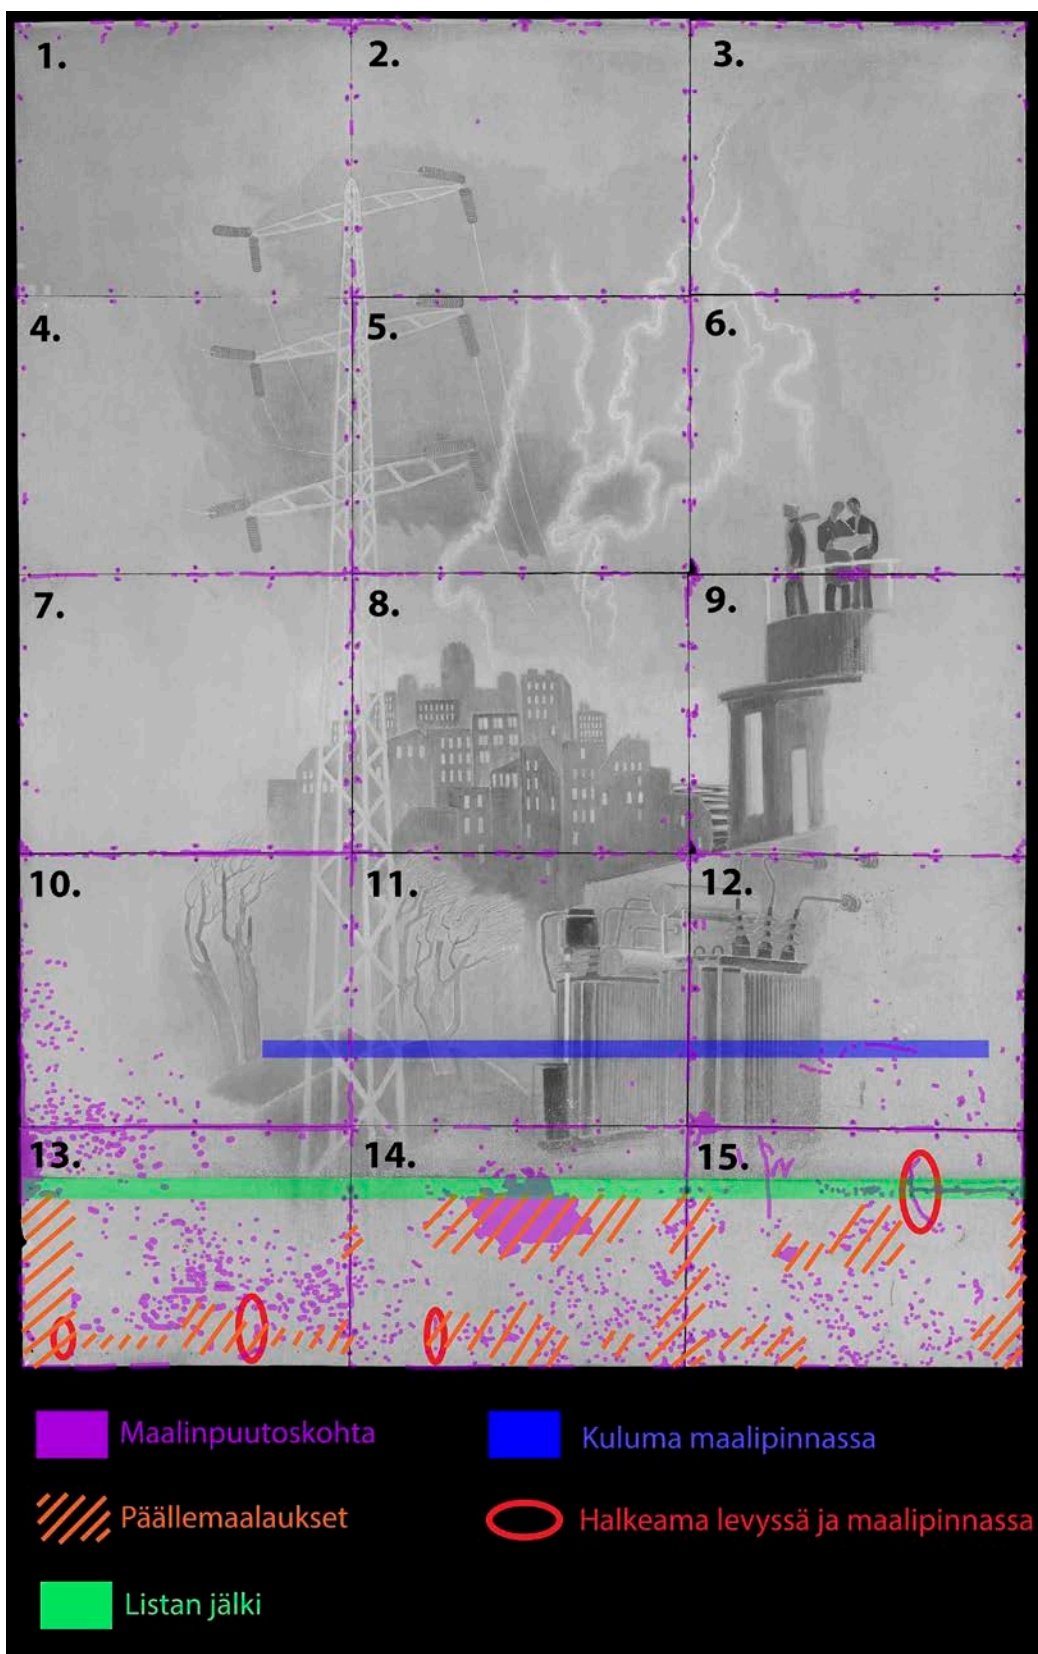 1. 2. 3.
4. 5. 6.
7. 8. 9.
10. 11. 12.
13. 14. 15.
Maalinpuutoskohta
Kuluma maalipinnassa
Päällemaalaukset
Halkeama levyssä ja maalipinnassa
Listan jälki